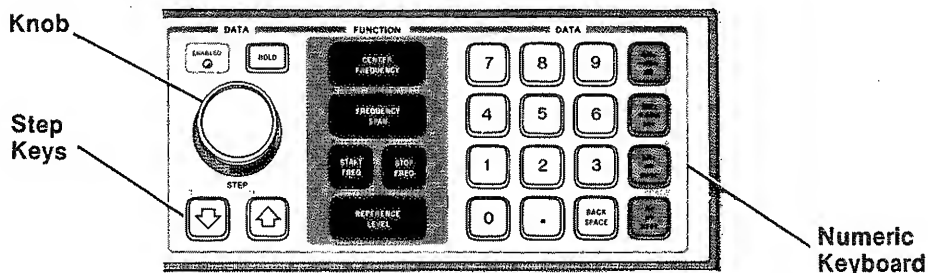 Knob
Step
Keys
DATA
ENABLED
HOLD
STEP
FUNCTION
CENTER
FREQUENCY
FREQUENCY
SPAN
START
FREQ
STOP
FREQ
REFERENCE
LEVEL
DATA
7 8 9
4 5 6
1 2 3
0 . BACK
SPACE
Numeric
Keyboard